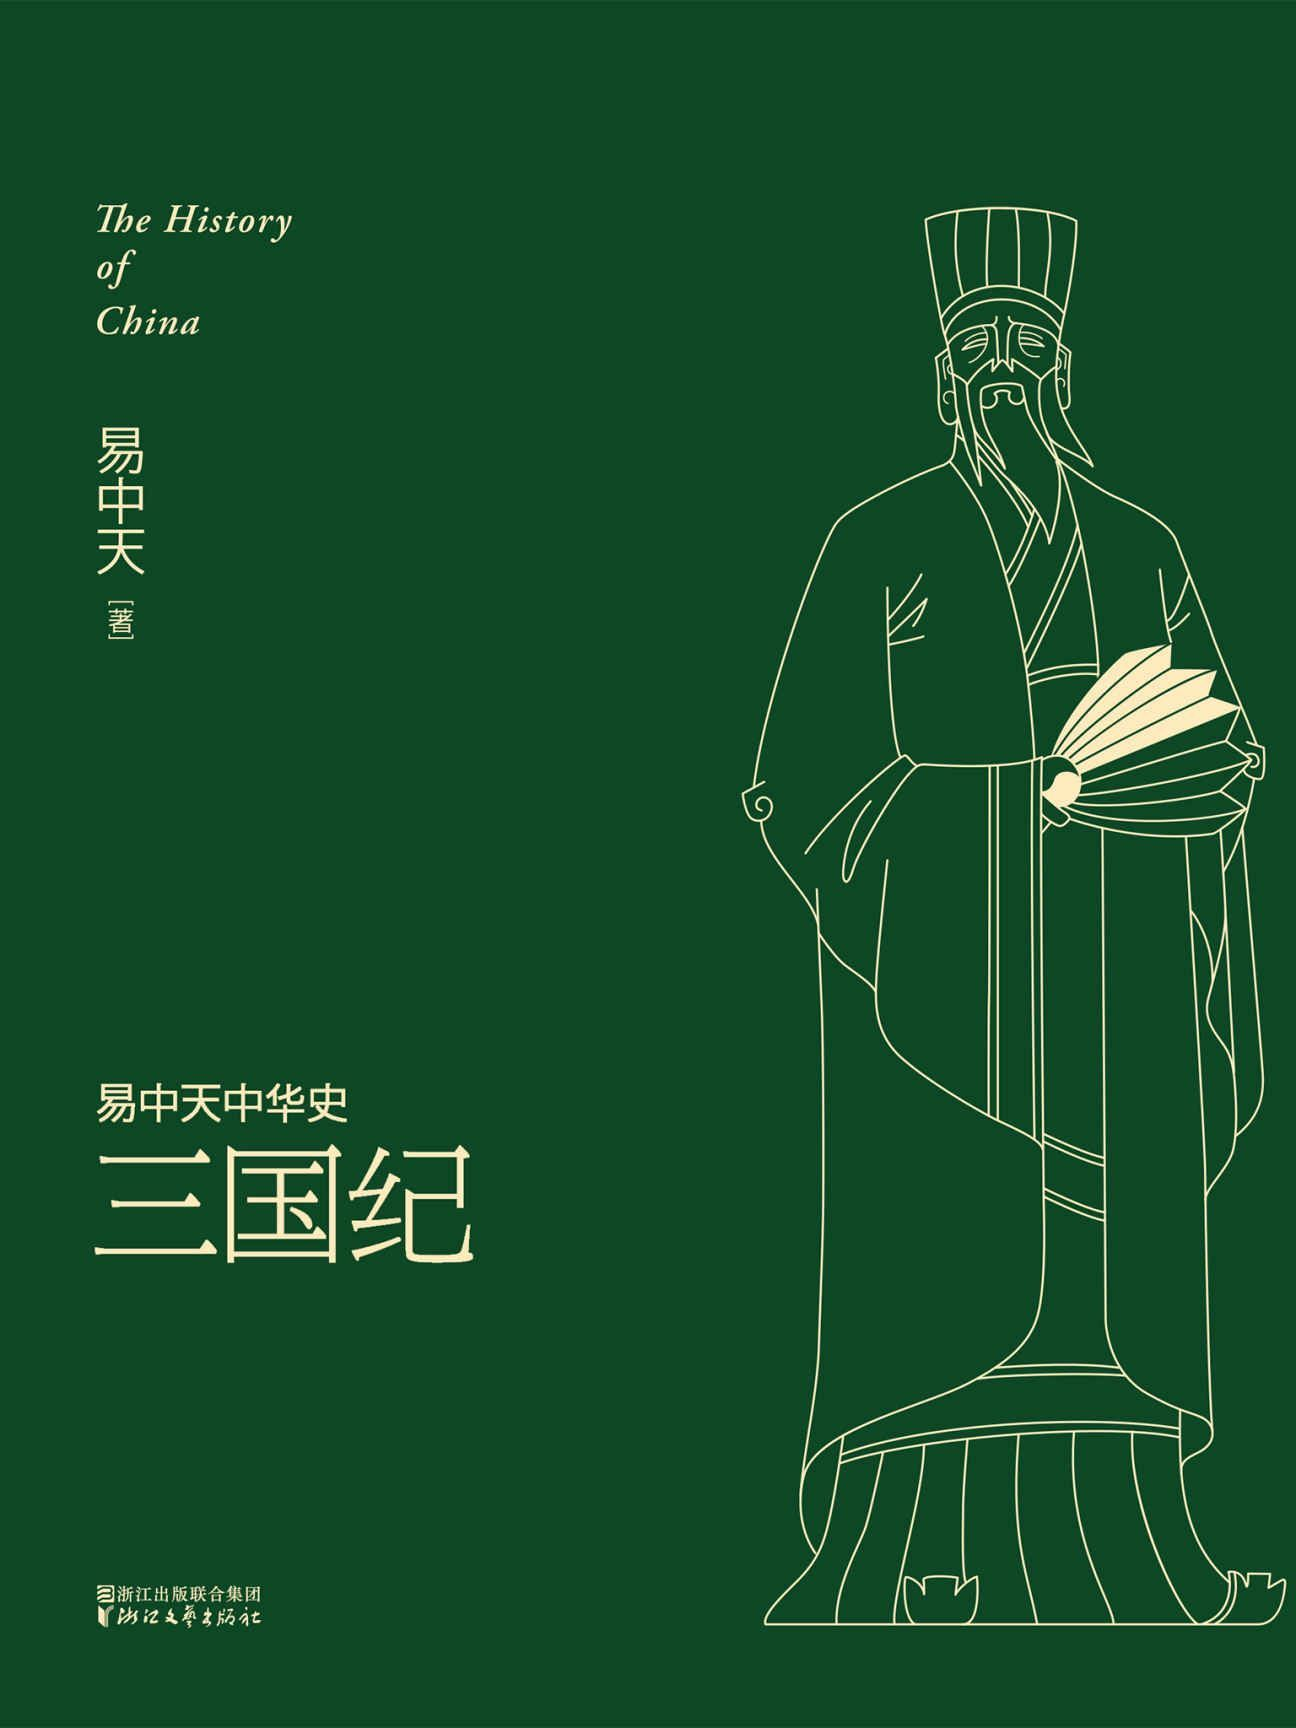 The History
of
China
易中天
[著]
易中天中华史
三国纪
浙江出版联合集团
浙江文艺出版社